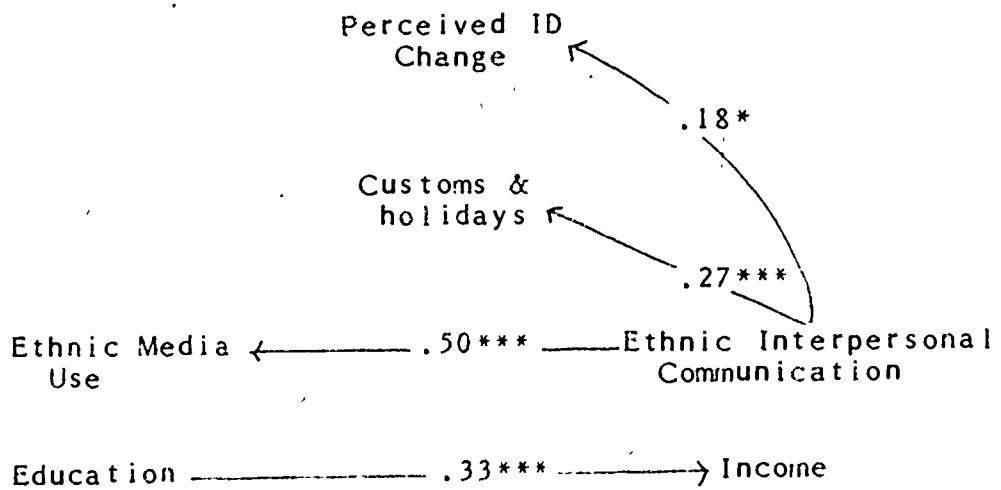 Perceived ID
Change
.18*
Customs &
holidays
.27***
Ethnic Media
Use
.50***
Ethnic Interpersonal
Communication
Education
.33***
Income